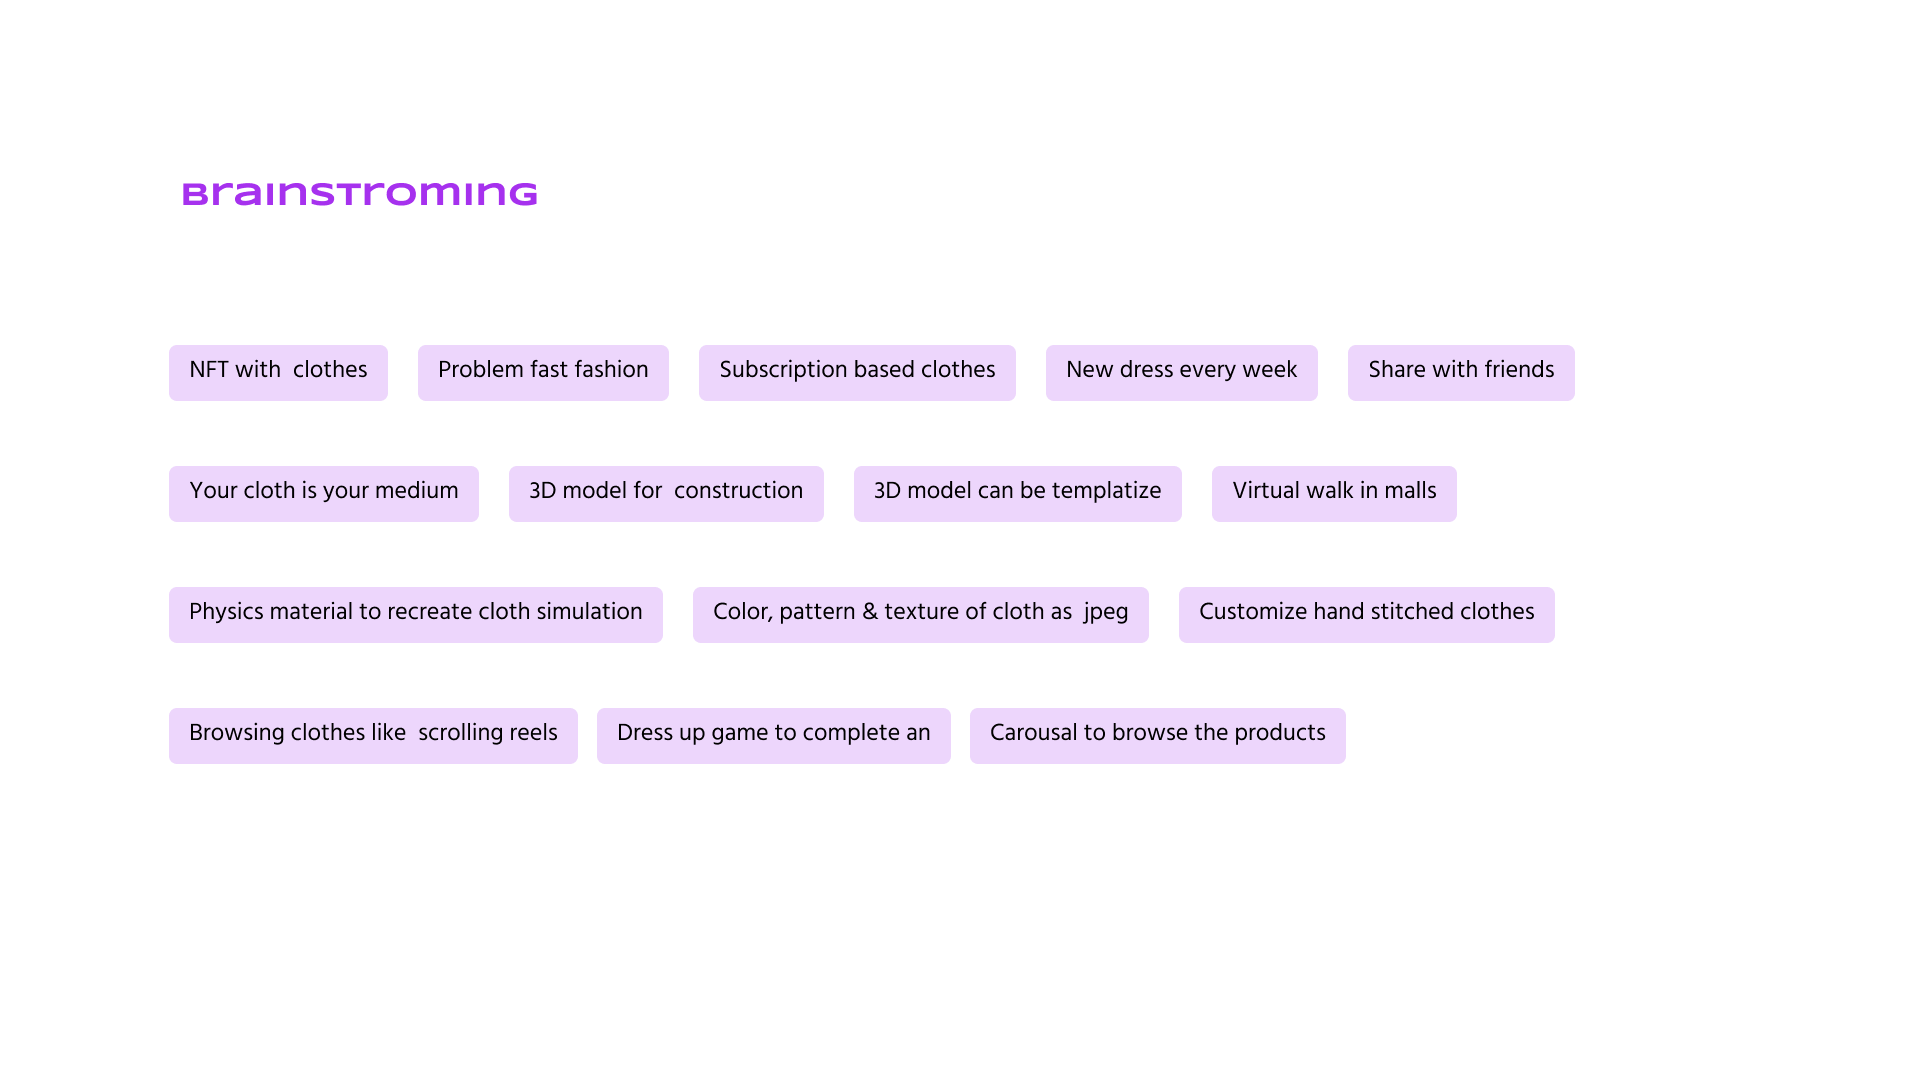 Brainstroming
NFT with  clothes
Problem fast fashion
Subscription based clothes
New dress every week
Share with friends
Your cloth is your medium
3D model for  construction
3D model can be templatize
Virtual walk in malls
Physics material to recreate cloth simulation
Color, pattern & texture of cloth as  jpeg
Customize hand stitched clothes
Browsing clothes like  scrolling reels
Dress up game to complete an
Carousal to browse the products